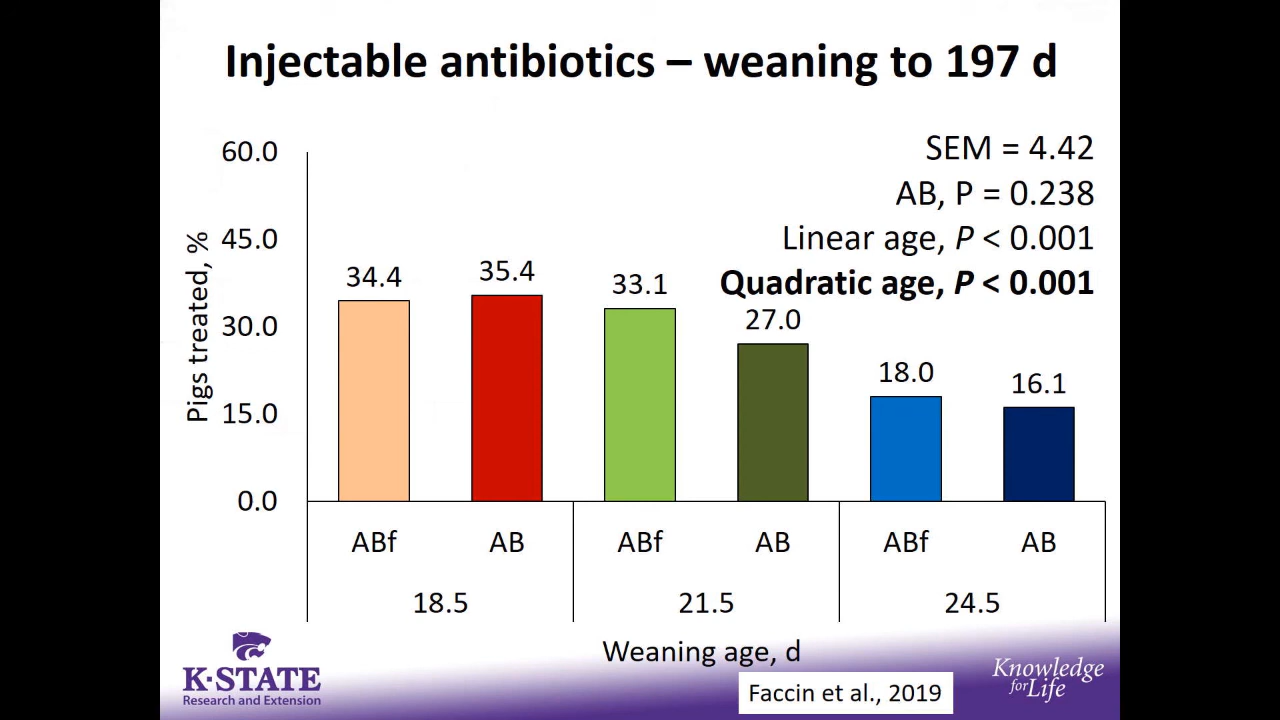 Injectable antibiotics – weaning to 197 d
SEM = 4.42
AB, P = 0.238
Linear age, P < 0.001
Quadratic age, P < 0.001
Pigs treated, %
60.0
45.0
30.0
15.0
0.0
34.4
35.4
33.1
27.0
18.0
16.1
ABf
AB
ABf
AB
ABf
AB
18.5
21.5
24.5
Weaning age, d
K-STATE
Research and Extension
Faccin et al., 2019
Knowledge
for Life